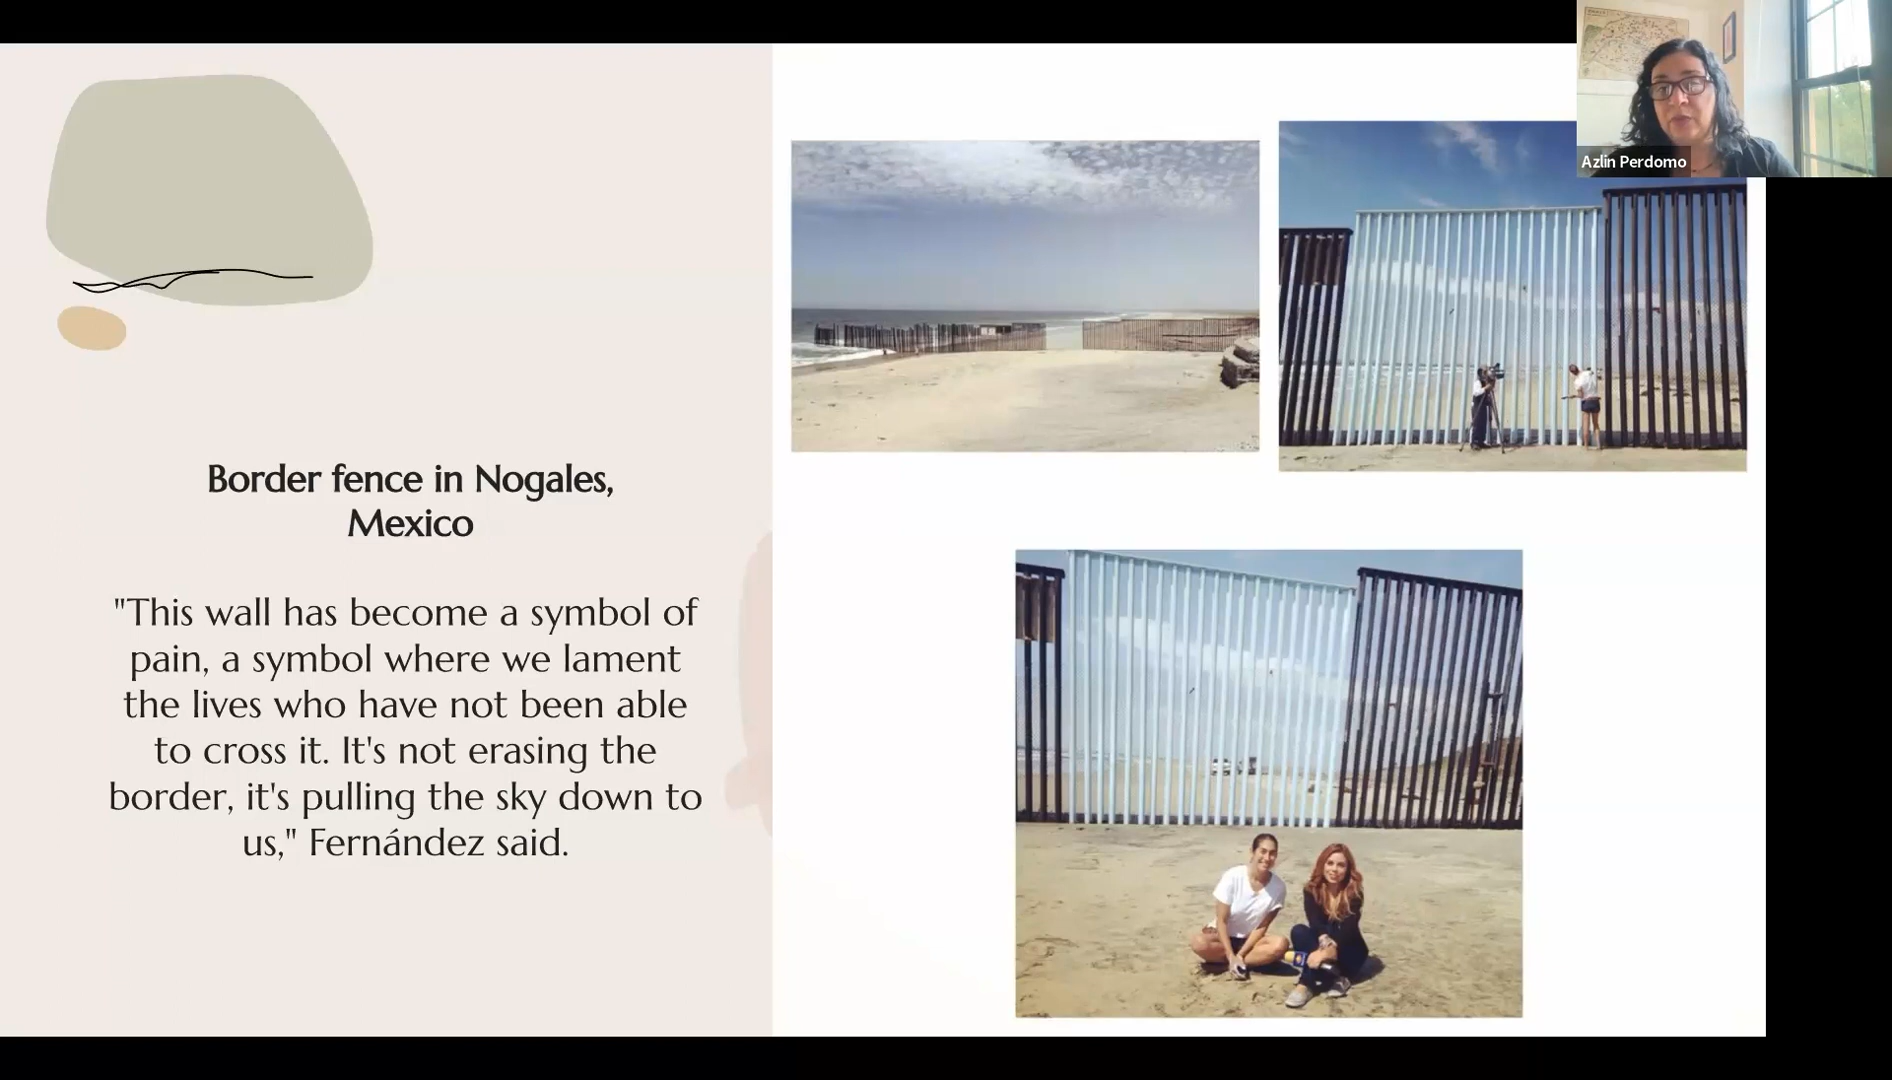 Azlin Perdomo
Border fence in Nogales,
Mexico
"This wall has become a symbol of
pain, a symbol where we lament
the lives who have not been able
to cross it. It's not erasing the
border, it's pulling the sky down to
us," Fernández said.